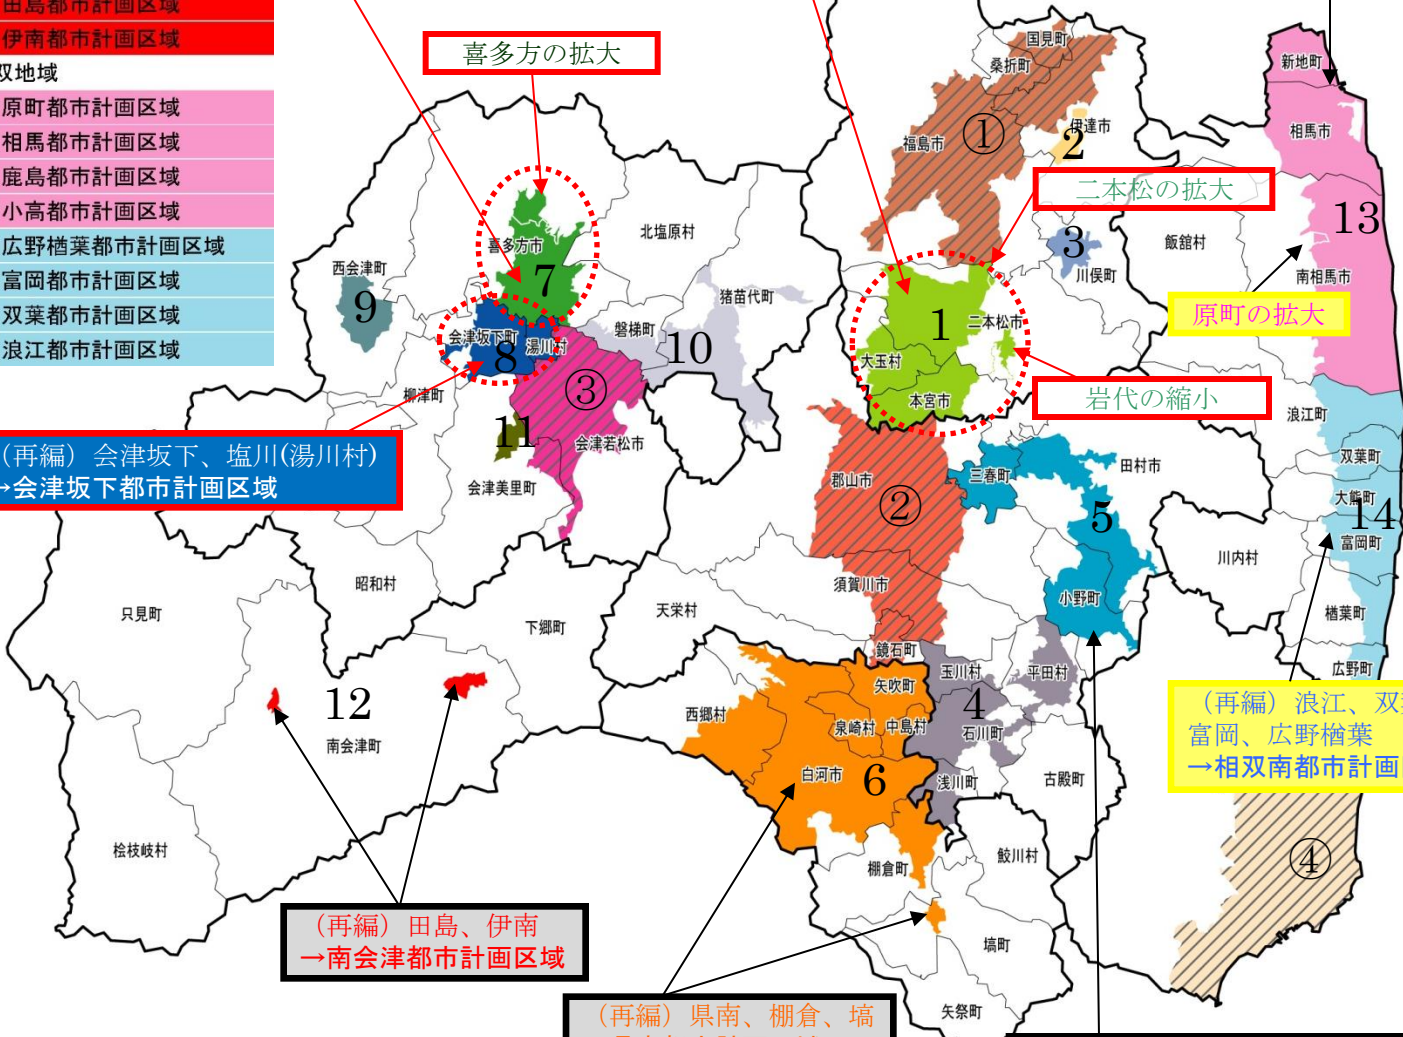 田島都市計画区域
伊南都市計画区域
双地域
原町都市計画区域
相馬都市計画区域
鹿島都市計画区域
小高都市計画区域
広野楢葉都市計画区域
富岡都市計画区域
双葉都市計画区域
浪江都市計画区域
喜多方の拡大
国見町
桑折町
新地町
①
伊達市
2
福島市
相馬市
二本松の拡大
13
北塩原村
喜多方市
3
飯舘村
西会津町
川俣町
南相馬市
7
猪苗代町
9
原町の拡大
磐梯町
1
二本松市
会津坂下町
湯川村
8
10
大玉村
柳津町
③
本宮市
岩代の縮小
浪江町
11
会津若松市
（再編）会津坂下、塩川(湯川村)
→会津坂下都市計画区域
双葉町
田村市
郡山市
三春町
会津美里町
大熊町
②
5
14
富岡町
川内村
昭和村
須賀川市
小野町
只見町
天栄村
下郷町
楢葉町
鏡石町
玉川村
平田村
広野町
矢吹町
12
4
西郷村
泉崎村
中島村
石川町
南会津町
（再編）浪江、双
富岡、広野楢葉
→相双南都市計画
白河市
6
浅川町
古殿町
桧枝岐村
④
鮫川村
棚倉町
（再編）田島、伊南
→南会津都市計画区域
塙町
（再編）県南、棚倉、塙
矢祭町